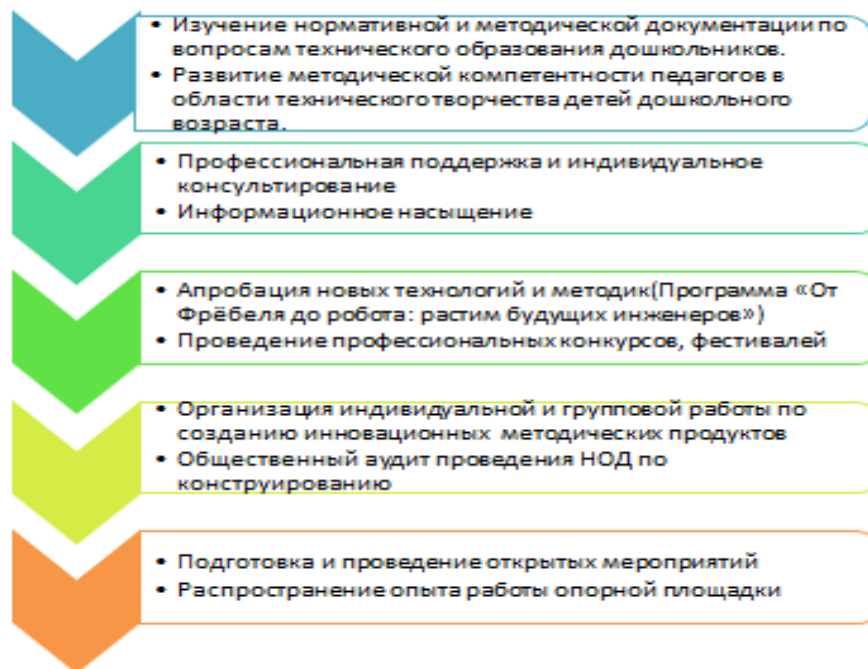 • Изучение нормативной и методической документации по
вопросам технического образования дошкольников.
• Развитие методической компетентности педагогов в
области технического творчества детей дошкольного
возраста.
• Профессиональная поддержка и индивидуальное
консультирование
• Информационное насыщение
• Апробация новых технологий и методик(Программа «От
Фрёбеля до робота: растим будущих инженеров»)
• Проведение профессиональных конкурсов, фестивалей
• Организация индивидуальной и групповой работы по
созданию инновационных методических продуктов
• Общественный аудит проведения НОД по
конструированию
• Подготовка и проведение открытых мероприятий
• Распространение опыта работы опорной площадки